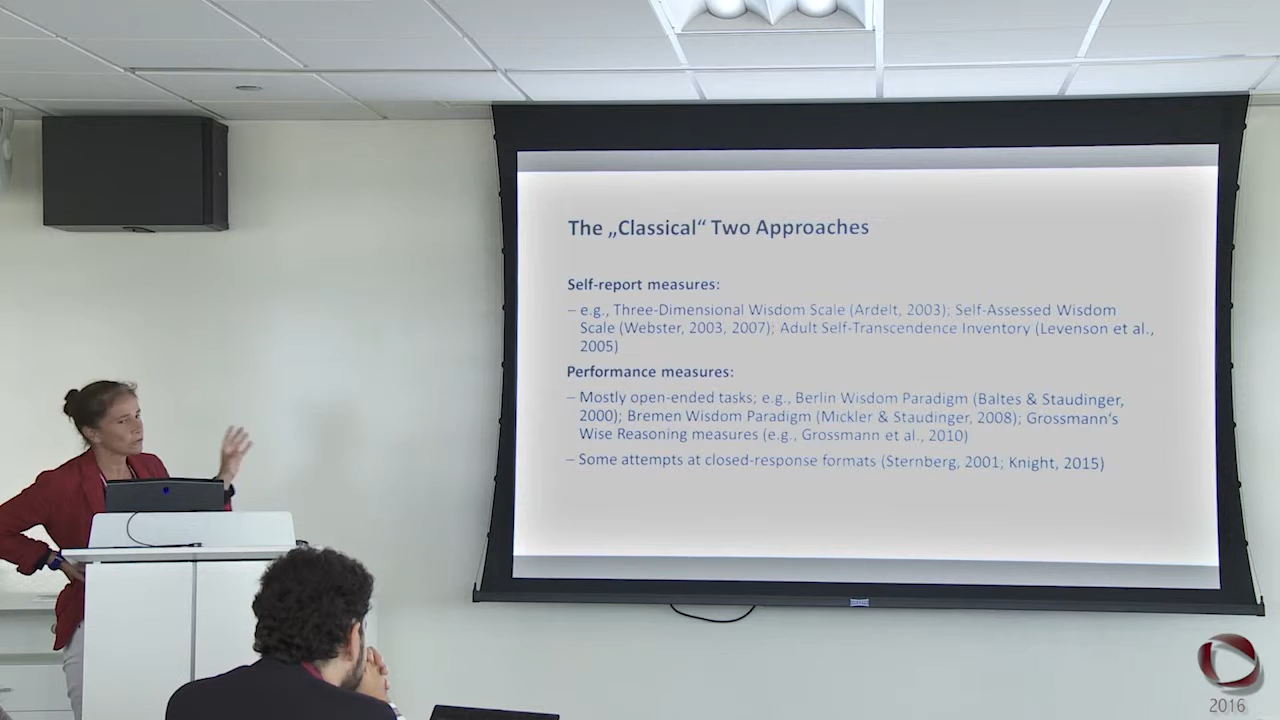 The „Classical“ Two Approaches
Self-report measures:
– e.g., Three-Dimensional Wisdom Scale (Ardelt, 2003); Self-Assessed Wisdom
Scale (Webster, 2003, 2007); Adult Self-Transcendence Inventory (Levenson et al.,
2005)
Performance measures:
– Mostly open-ended tasks; e.g., Berlin Wisdom Paradigm (Baltes & Staudinger,
2000); Bremen Wisdom Paradigm (Mickler & Staudinger, 2008); Grossmann‘s
Wise Reasoning measures (e.g., Grossmann et al., 2010)
– Some attempts at closed-response formats (Sternberg, 2001; Knight, 2015)
2016